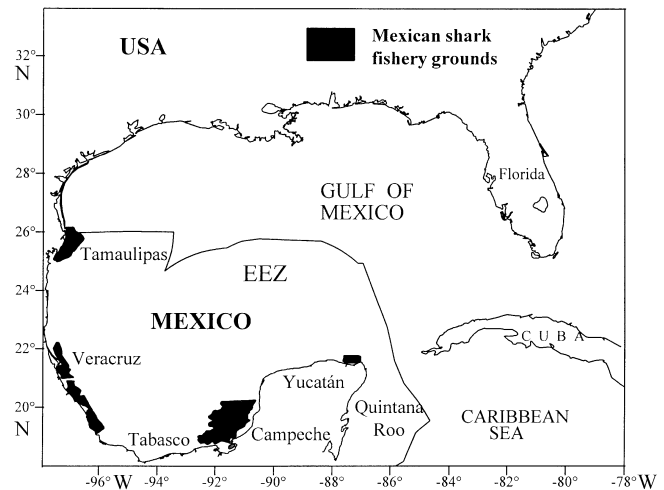 USA
Mexican shark
fishery grounds
32°
N
30°
28°
26°
24°
22°
20°
N
Florida
GULF OF
MEXICO
Tamaulipas
EEZ
MEXICO
CUBA
Veracruz
Yucatán
Quintana
Roo
CARIBBEAN
SEA
Tabasco
Campeche
-96° W -94° -92° -90° -88° -86° -84° -82° -80° -78° W